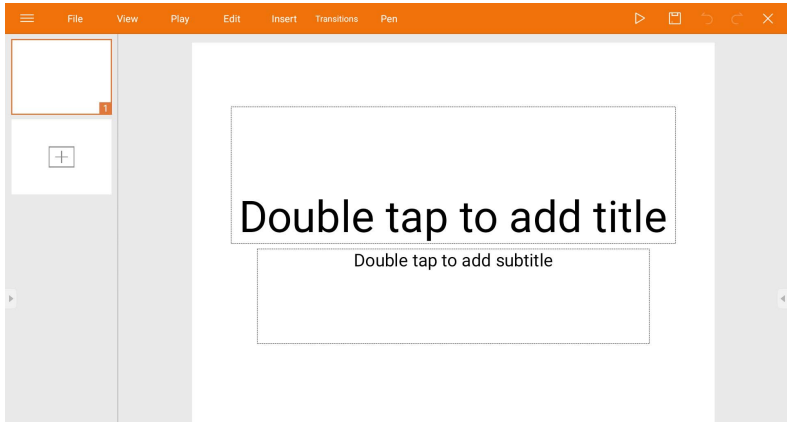 File View Play Edit Insert Transitions Pen
1
Double tap to add title
Double tap to add subtitle